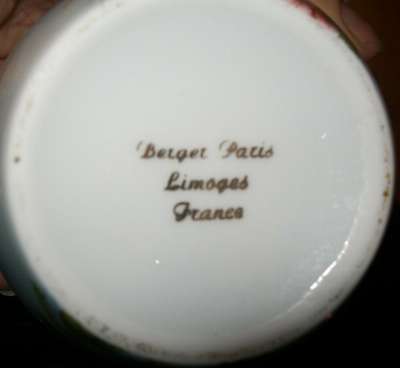 Berger Paris
Limoges
France